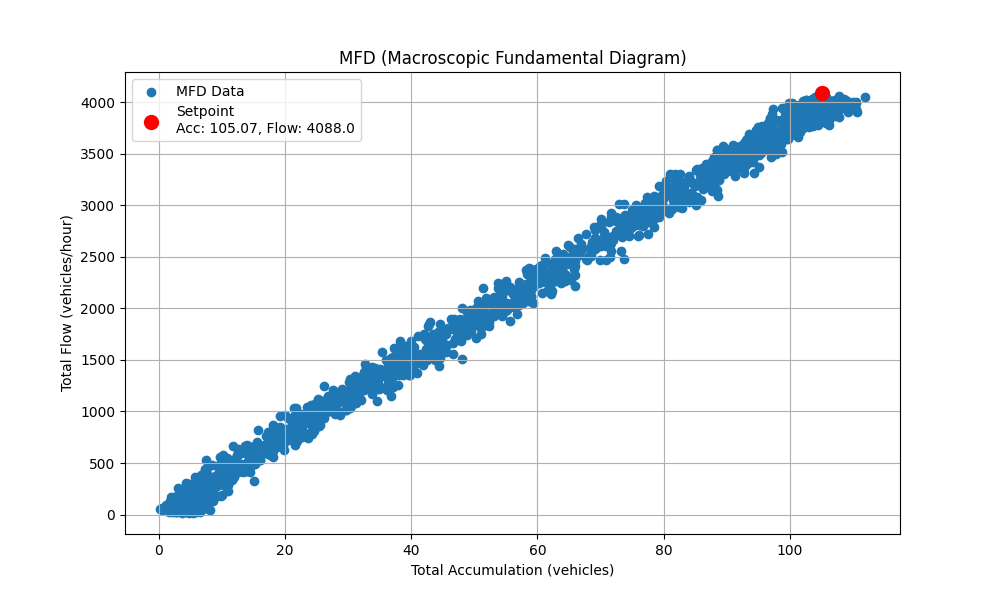 MFD (Macroscopic Fundamental Diagram)
MFD Data
Setpoint
Acc: 105.07, Flow: 4088.0
Total Flow (vehicles/hour)
4000
3500
3000
2500
2000
1500
1000
500
0
0 20 40 60 80 100
Total Accumulation (vehicles)